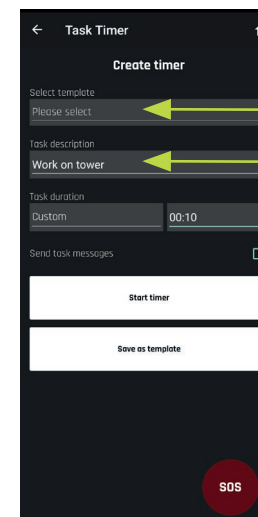 Task Timer
Create timer
Select template
Please select
Task description
Work on tower
Task duration
Custom 00:10
Send task messages
Start timer
Save as template
SOS